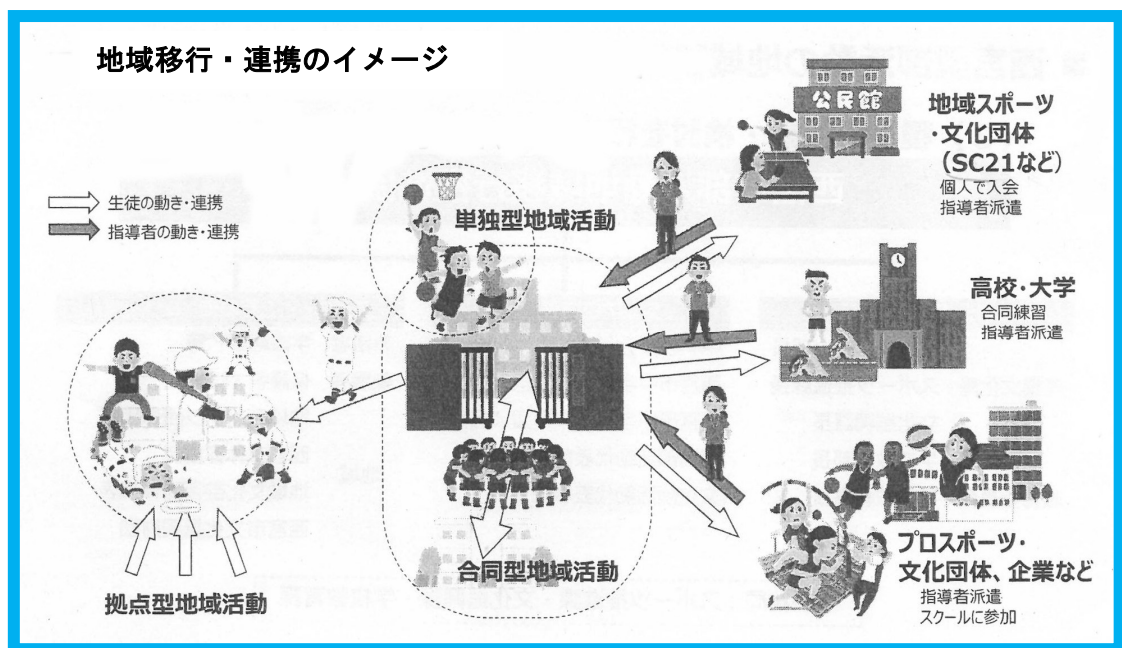 地域移行・連携のイメージ
生徒の動き・連携
指導者の動き・連携
単独型地域活動
公民館
地域スポーツ
・文化団体
（SC21など）
個人で入会
指導者派遣
高校・大学
合同練習
指導者派遣
プロスポーツ・
文化団体、企業など
指導者派遣
スクールに参加
合同型地域活動
拠点型地域活動